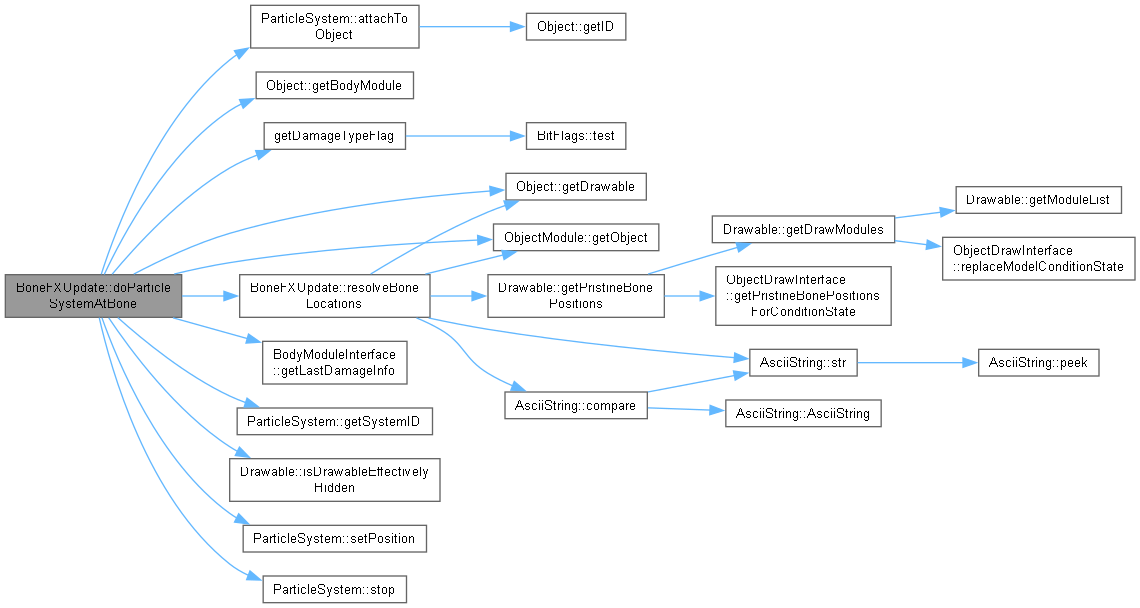 ParticleSystem::attachTo
Object
Object::getID
Object::getBodyModule
getDamageTypeFlag
BitFlags::test
Object::getDrawable
Drawable::getModuleList
ObjectModule::getObject
Drawable::getDrawModules
ObjectDrawInterface
::replaceModelConditionState
BoneFXUpdate::doParticle
SystemAtBone
BoneFXUpdate::resolveBone
Locations
Drawable::getPristineBone
Positions
ObjectDrawInterface
::getPristineBonePositions
ForConditionState
BodyModuleInterface
::getLastDamageInfo
AsciiString::str
AsciiString::peek
AsciiString::compare
AsciiString::AsciiString
ParticleSystem::getSystemID
Drawable::isDrawableEffectively
Hidden
ParticleSystem::setPosition
ParticleSystem::stop